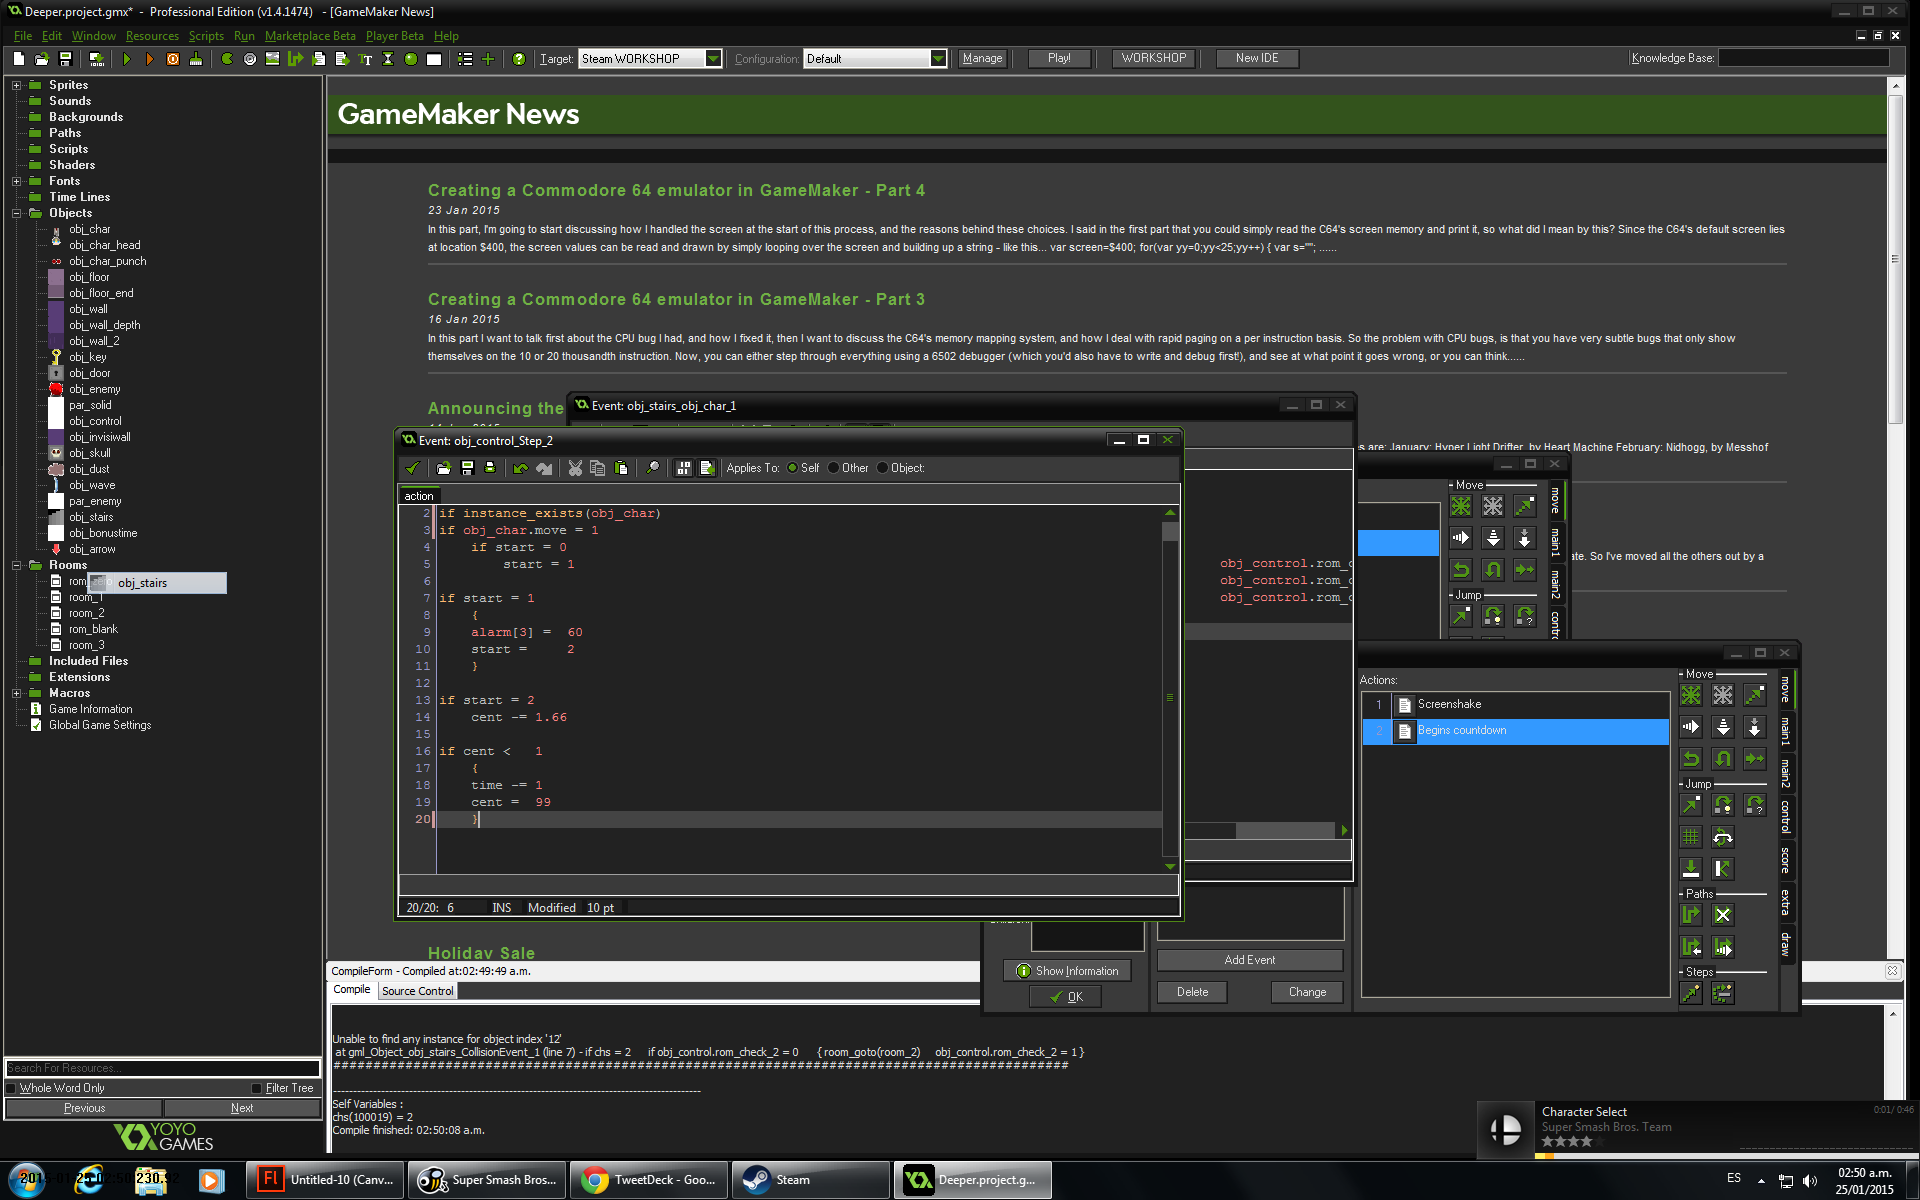 Deeper.project.gmx* - Professional Edition (v1.4.1474) - [GameMaker News]
File Edit Window Resources Scripts Run Marketplace Beta Player Beta Help
Target: Steam WORKSHOP Configuration: Default Manage Play! WORKSHOP New IDE Knowledge Base:
Sprites
Sounds
Backgrounds
Paths
Scripts
Shaders
Fonts
Time Lines
Objects
obj_char
obj_char_head
obj_char_punch
obj_floor
obj_floor_end
obj_wall
obj_wall_depth
obj_wall_2
obj_key
obj_door
obj_enemy
par_solid
obj_control
obj_invisiwall
obj_skull
obj_dust
obj_wave
par_enemy
obj_stairs
obj_bonustime
obj_arrow
Rooms
obj_stairs
room_1
room_2
rom_blank
room_3
Included Files
Extensions
Macros
Game Information
Global Game Settings
Search For Resources...
Whole Word Only Filter Tree
Previous Next
YOYO GAMES
GameMaker News
Creating a Commodore 64 emulator in GameMaker - Part 4
23 Jan 2015
In this part, I'm going to start discussing how I handled the screen at the start of this process, and the reasons behind these choices. I said in the first part that you could simply read the C64's screen memory and print it, so what did I mean by this? Since the C64's default screen lies
at location $400, the screen values can be read and drawn by simply looping over the screen and building up a string - like this... var screen=$400; for(var yy=0;yy<25;yy++) { var s=""; ......
Creating a Commodore 64 emulator in GameMaker - Part 3
16 Jan 2015
In this part I want to talk first about the CPU bug I had, and how I fixed it, then I want to discuss the C64's memory mapping system, and how I deal with rapid paging on a per instruction basis. So the problem with CPU bugs, is that you have very subtle bugs that only show
themselves on the 10 or 20 thousandth instruction. Now, you can either step through everything using a 6502 debugger (which you'd also have to write and debug first!), and see at what point it goes wrong, or you can think......
Announcing the
Event: obj_stairs_obj_char_1
es are: January: Hyper Light Drifter, by Heart Machine February: Nidhogg, by Messhof
ate. So I've moved all the others out by a
Event: obj_control_Step_2
Applies To: Self Other Object:
action
2 if instance_exists(obj_char)
3 if obj_char.move = 1
4 if start = 0
5 start = 1
6
7 if start = 1
8 {
9 alarm[3] = 60
10 start = 2
11 }
12
13 if start = 2
14 cent -= 1.66
15
16 if cent < 1
17 {
18 time -= 1
19 cent = 99
20 }
20/20: 6 INS Modified 10 pt
obj_control.rom_c
obj_control.rom_c
obj_control.rom_c
Move
Jump
move
main1
main2
contro
Actions:
1 Screenshake
2 Begins countdown
Move
Jump
Paths
Steps
move
main1
main2
control
score
extra
draw
Show Information
OK
Add Event
Delete Change
Holiday Sale
CompileForm - Compiled at:02:49:49 a.m.
Compile Source Control
Unable to find any instance for object index '12'
at gml_Object_obj_stairs_CollisionEvent_1 (line 7) - if chs = 2 if obj_control.rom_check_2 = 0 { room_goto(room_2) obj_control.rom_check_2 = 1 }
Self Variables :
chs(100019) = 2
Compile finished: 02:50:08 a.m.
Character Select 0:01/ 0:46
Super Smash Bros. Team
Untitled-10 (Canv... Super Smash Bros... TweetDeck - Goo... Steam Deeper.project.g...
ES 02:50 a.m.
25/01/2015